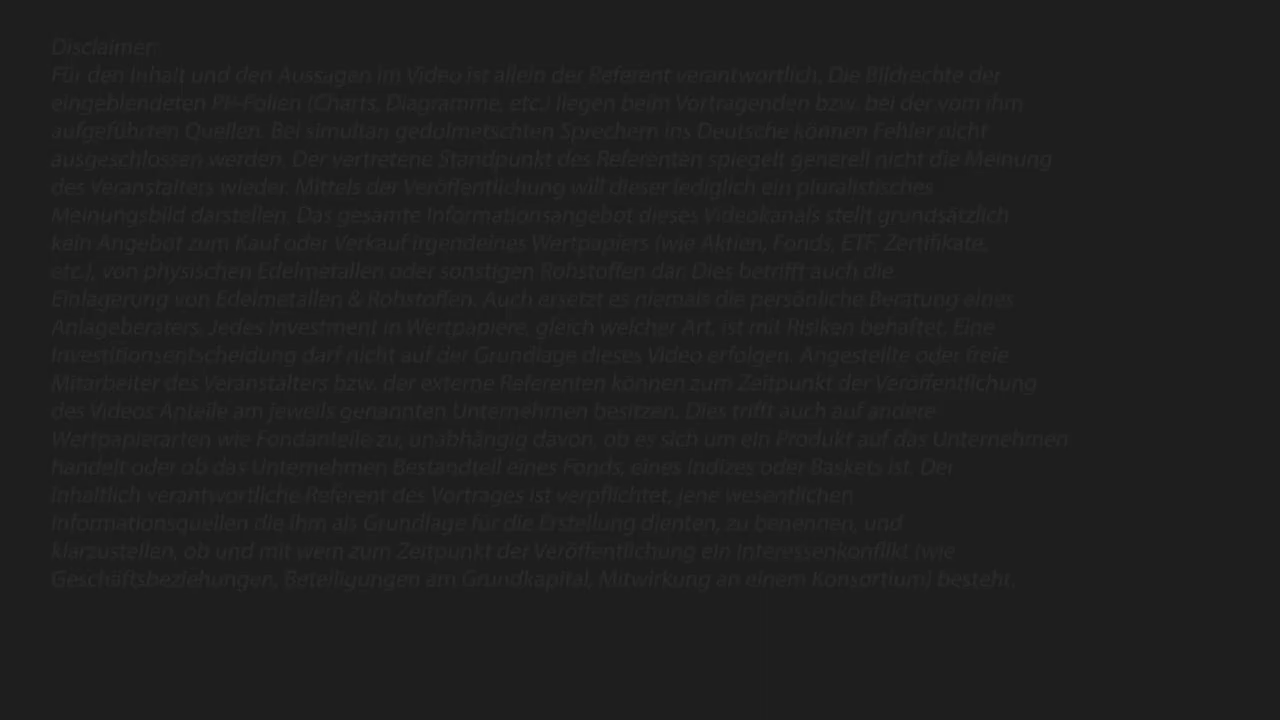 Disclaimer:
Für den Inhalt und den Aussagen im Video ist allein der Referent verantwortlich. Die Bildrechte der
eingeblendeten PP-Folien (Charts, Diagramme, etc.) liegen beim Vortragenden bzw. bei der vom ihm
aufgeführten Quellen. Bei simultan gedolmetschten Sprechern ins Deutsche können Fehler nicht
ausgeschlossen werden. Der vertretene Standpunkt des Referenten spiegelt generell nicht die Meinung
des Veranstalters wieder. Mittels der Veröffentlichung will dieser lediglich ein pluralistisches
Meinungsbild darstellen. Das gesamte Informationsangebot dieses Videokanals stellt grundsätzlich
kein Angebot zum Kauf oder Verkauf irgendeines Wertpapiers (wie Aktien, Fonds, ETF, Zertifikate,
etc.), von physischen Edelmetallen oder sonstigen Rohstoffen dar. Dies betrifft auch die
Einlagerung von Edelmetallen & Rohstoffen. Auch ersetzt es niemals die persönliche Beratung eines
Anlageberaters. Jedes Investment in Wertpapiere, gleich welcher Art, ist mit Risiken behaftet. Eine
Investitionsentscheidung darf nicht auf der Grundlage dieses Video erfolgen. Angestellte oder freie
Mitarbeiter des Veranstalters bzw. der externe Referenten können zum Zeitpunkt der Veröffentlichung
des Videos Anteile am jeweils genannten Unternehmen besitzen. Dies trifft auch auf andere
Wertpapierarten wie Fondanteile zu, unabhängig davon, ob es sich um ein Produkt auf das Unternehmen
handelt oder ob das Unternehmen Bestandteil eines Fonds, eines Indizes oder Baskets ist. Der
inhaltlich verantwortliche Referent des Vortrages ist verpflichtet, jene wesentlichen
Informationsquellen die ihm als Grundlage für die Erstellung dienten, zu benennen, und
klarzustellen, ob und mit wem zum Zeitpunkt der Veröffentlichung ein Interessenkonflikt (wie
Geschäftsbeziehungen, Beteiligungen am Grundkapital, Mitwirkung an einem Konsortium) besteht.